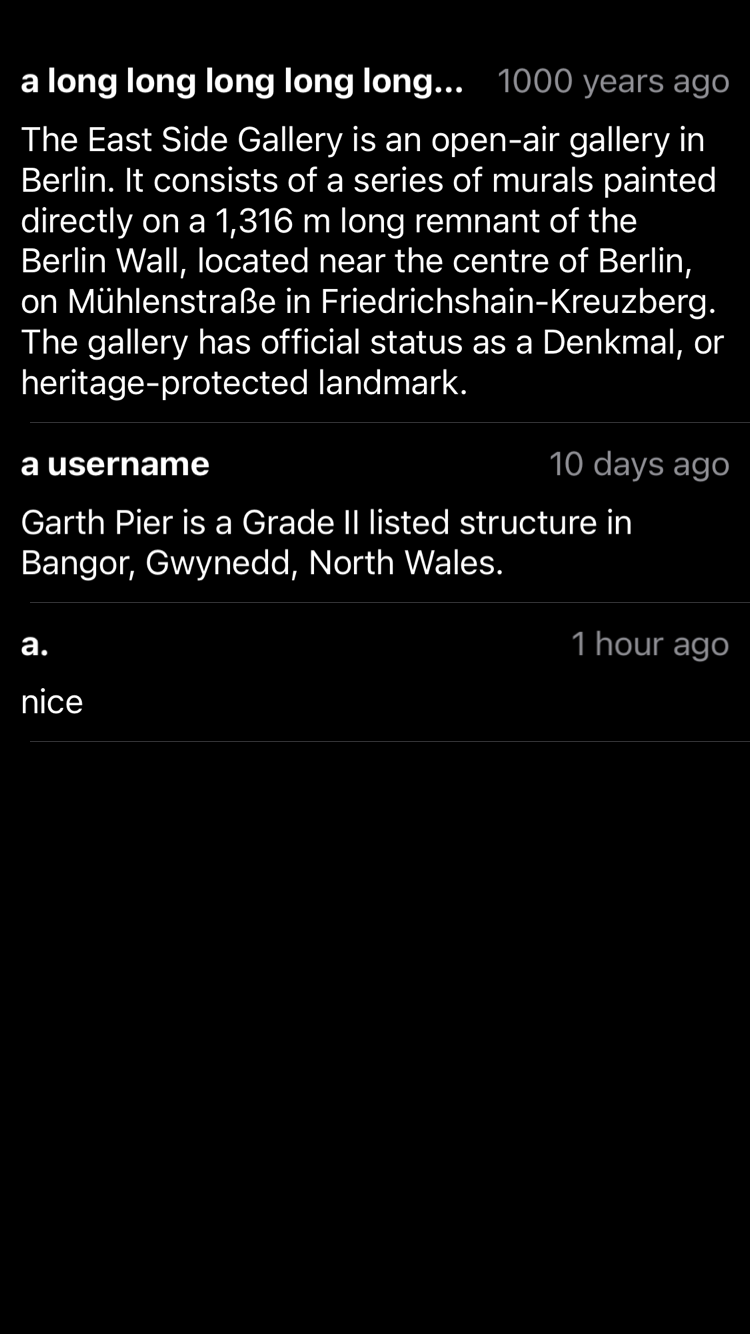 a long long long long long... 1000 years ago
The East Side Gallery is an open-air gallery in
Berlin. It consists of a series of murals painted
directly on a 1,316 m long remnant of the
Berlin Wall, located near the centre of Berlin,
on Mühlenstraße in Friedrichshain-Kreuzberg.
The gallery has official status as a Denkmal, or
heritage-protected landmark.
a username 10 days ago
Garth Pier is a Grade II listed structure in
Bangor, Gwynedd, North Wales.
a. 1 hour ago
nice